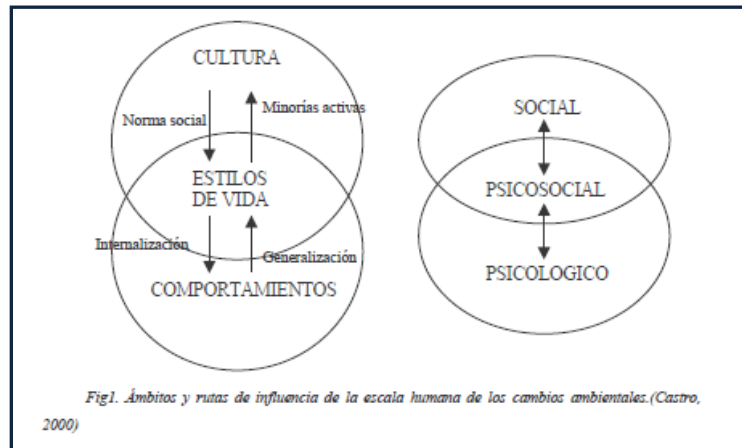 CULTURA
Norma social
Minorías activas
ESTILOS
DE VIDA
Internalización
Generalización
COMPORTAMIENTOS
SOCIAL
PSICOSOCIAL
PSICOLOGICO
Fig1. Ámbitos y rutas de influencia de la escala humana de los cambios ambientales.(Castro,
2000)